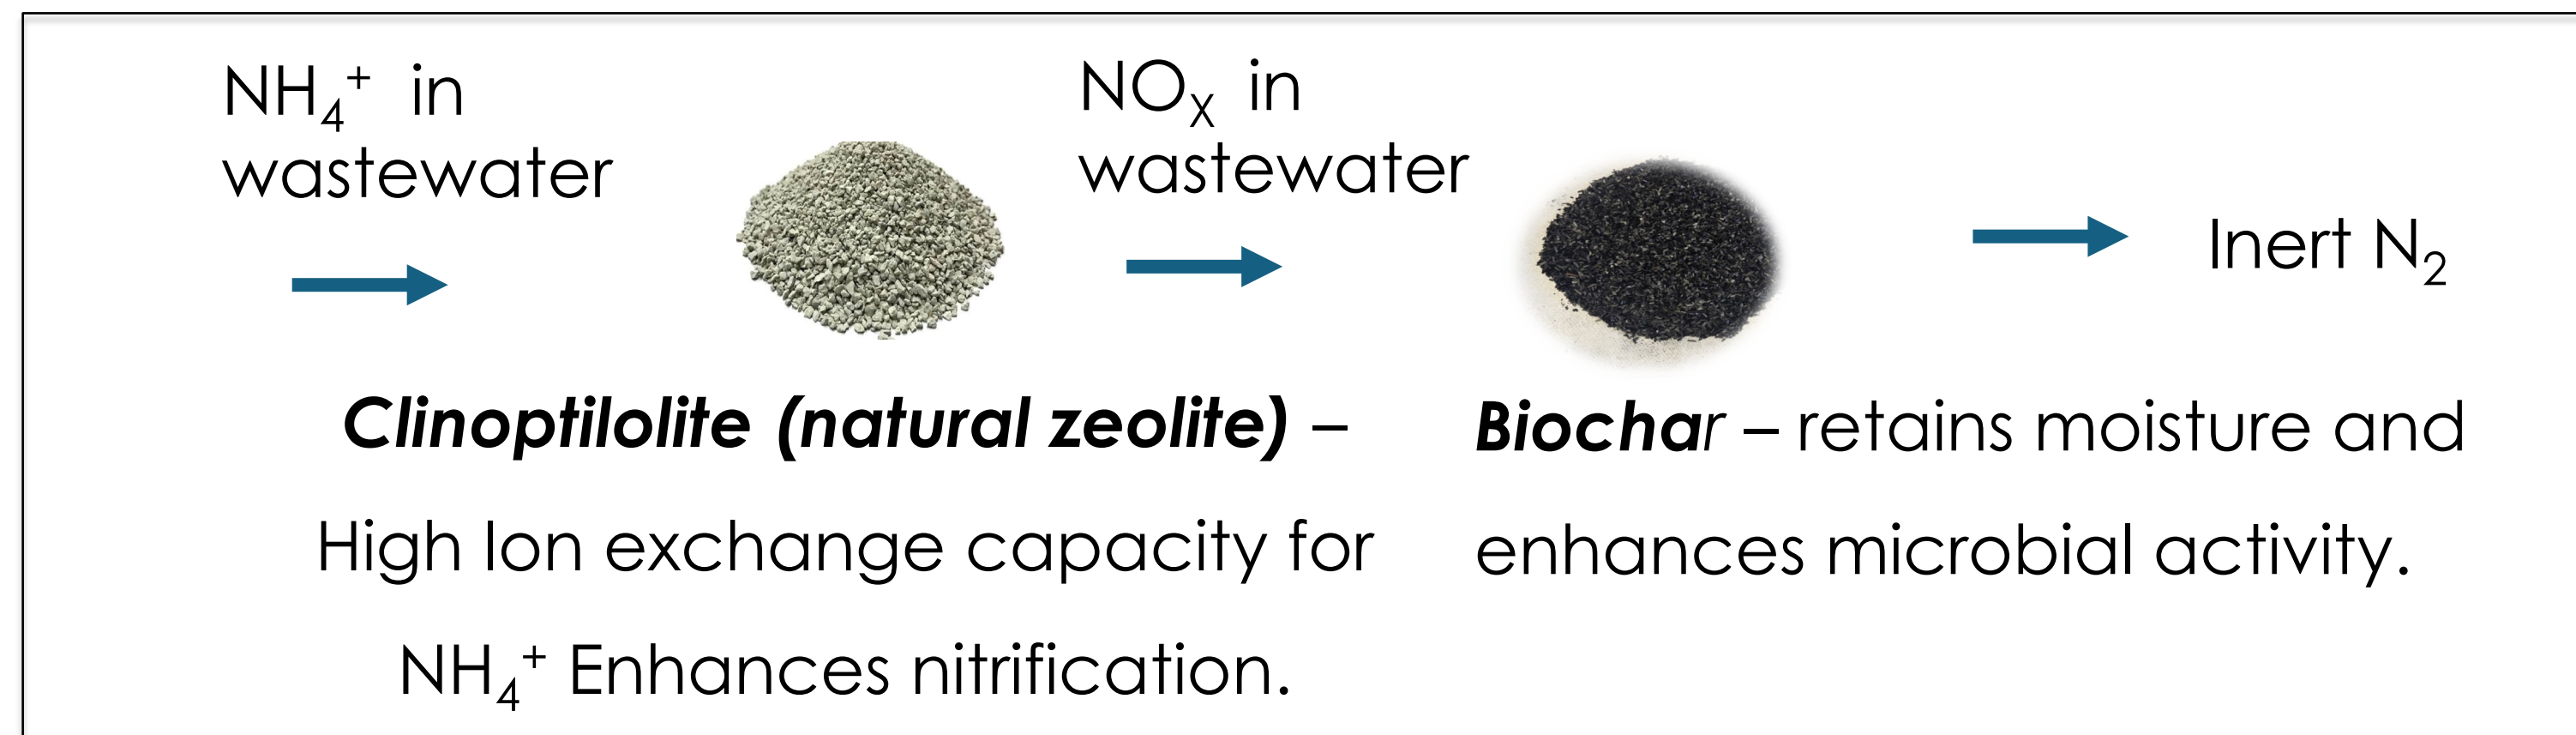 NH₄⁺ in
wastewater
NOₓ in
wastewater
Inert N₂
Clinoptilolite (natural zeolite) –
High Ion exchange capacity for
NH₄⁺ Enhances nitrification.
Biochar – retains moisture and
enhances microbial activity.